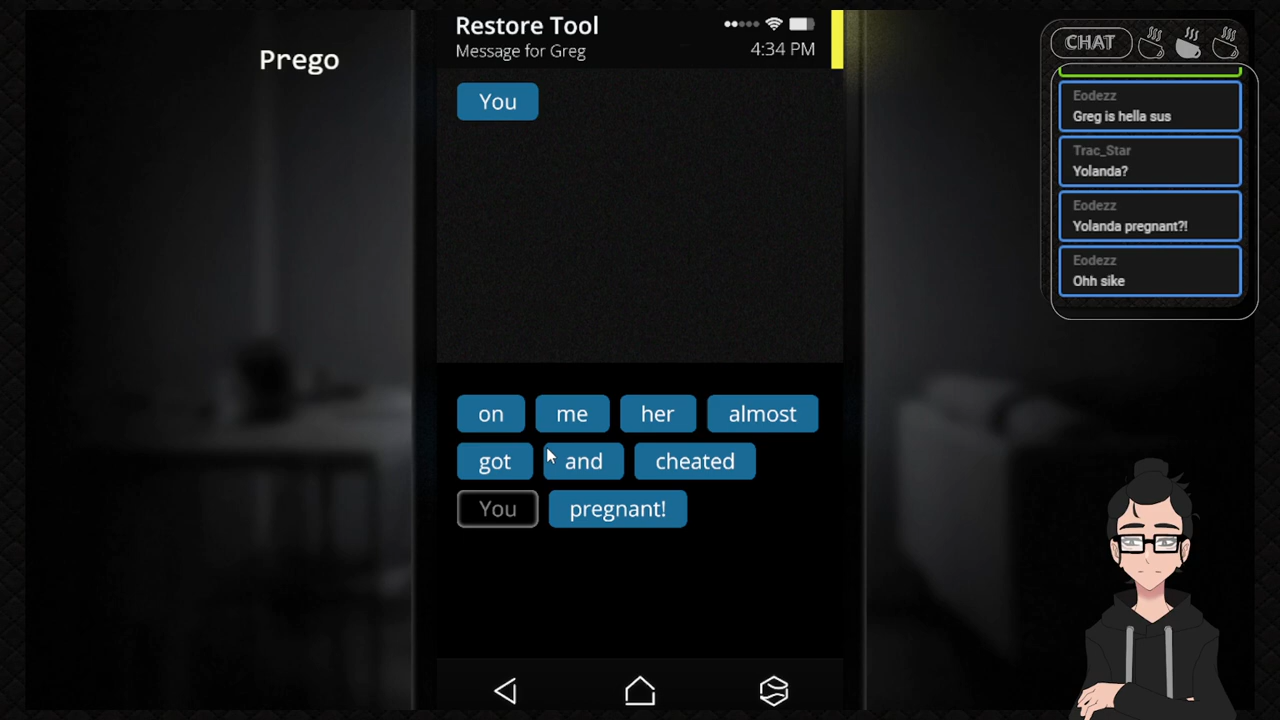 Prego
Restore Tool
Message for Greg
4:34 PM
You
on me her almost
got and cheated
You pregnant!
CHAT
Eodezz
Greg is hella sus
Trac_Star
Yolanda?
Eodezz
Yolanda pregnant?!
Eodezz
Ohh sike